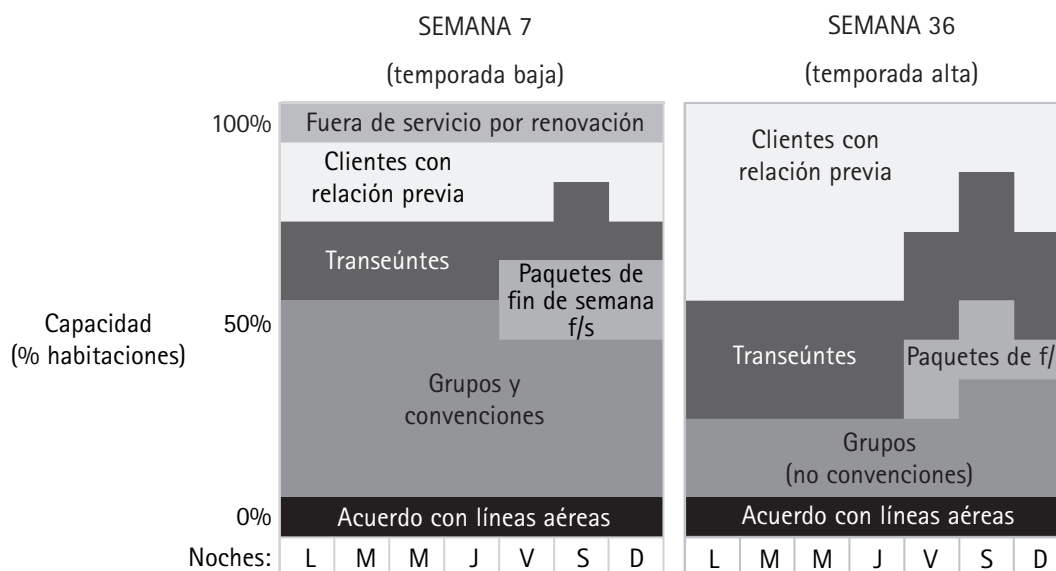 SEMANA 7
(temporada baja)
SEMANA 36
(temporada alta)
100%
50%
0%
Capacidad
(% habitaciones)
Fuera de servicio por renovación
Clientes con
relación previa
Transeúntes
Paquetes de
fin de semana
f/s
Grupos y
convenciones
Acuerdo con líneas aéreas
Clientes con
relación previa
Transeúntes
Paquetes de f/
Grupos
(no convenciones)
Acuerdo con líneas aéreas
Noches: L M M J V S D L M M J V S D